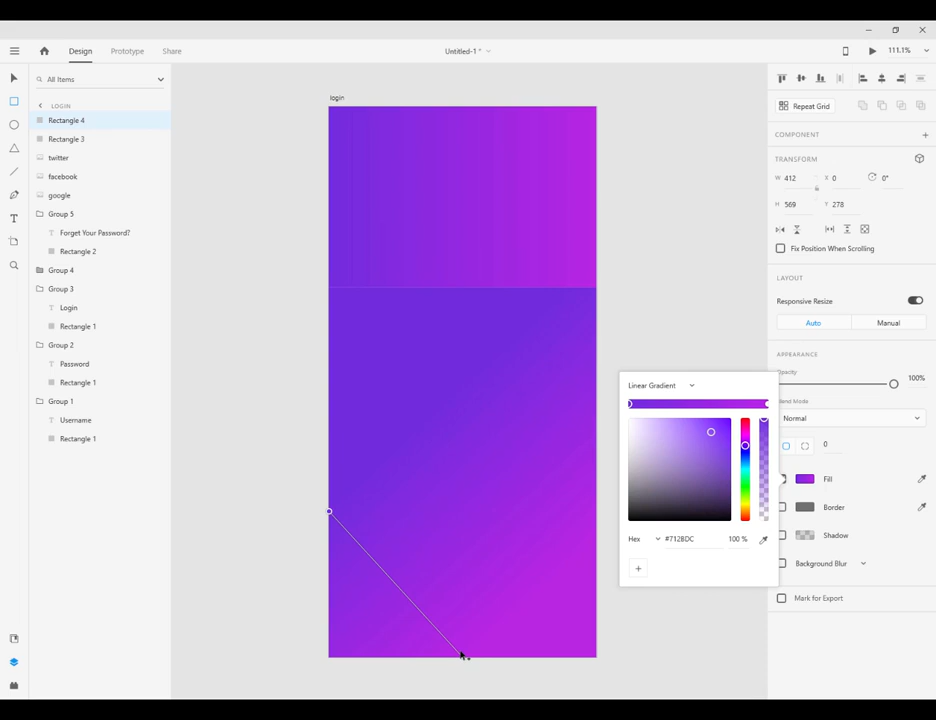 Design Prototype Share
Untitled-1 *
111.1%
All Items
LOGIN
Rectangle 4
Rectangle 3
twitter
facebook
google
Group 5
Forget Your Password?
Rectangle 2
Group 4
Group 3
Login
Rectangle 1
Group 2
Password
Rectangle 1
Group 1
Username
Rectangle 1
login
Linear Gradient
Hex #712BDC 100 %
Repeat Grid
COMPONENT
TRANSFORM
W 412 X 0 0°
H 569 Y 278
Fix Position When Scrolling
LAYOUT
Responsive Resize
Auto Manual
APPEARANCE
Opacity
100%
Blend Mode
Normal
0
Fill
Border
Shadow
Background Blur
Mark for Export